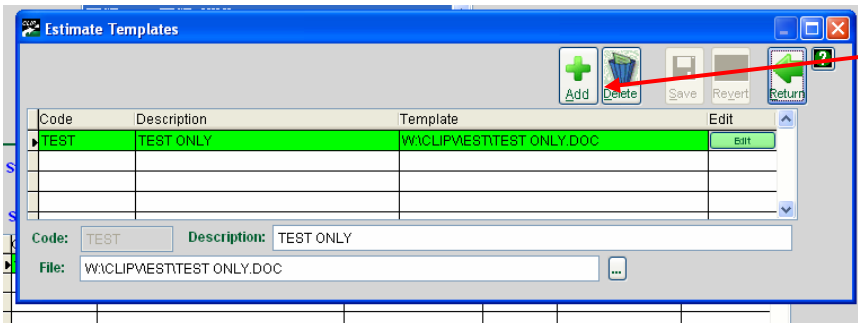 CLIP Estimate Templates
?
Add Delete Save Revert Return
Code Description Template Edit
TEST TEST ONLY W:\CLIP\EST\TEST ONLY.DOC Edit
Code: TEST Description: TEST ONLY
File: W:\CLIP\EST\TEST ONLY.DOC ...